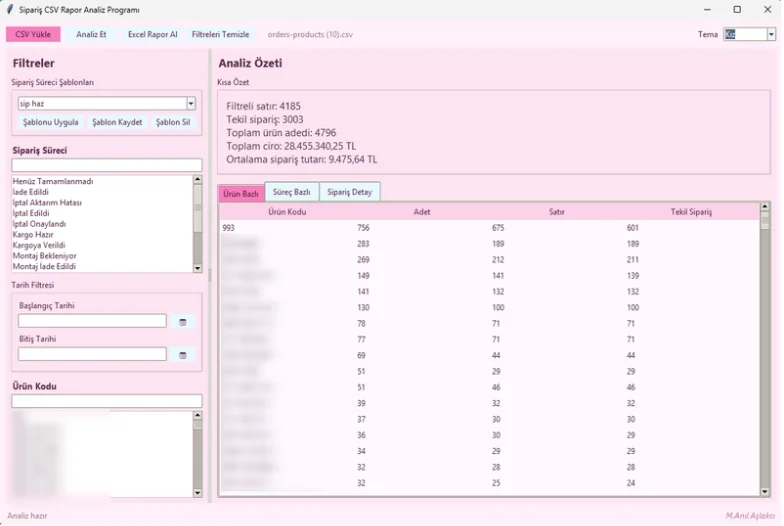 Sipariş CSV Rapor Analiz Programı
CSV Yükle Analiz Et Excel Rapor Al Filtreleri Temizle orders-products (10).csv Tema Kız
Filtreler
Sipariş Süreci Şablonları
sip haz
Şablonu Uygula Şablon Kaydet Şablon Sil
Sipariş Süreci
Henüz Tamamlanmadı
İade Edildi
İptal Aktarım Hatası
İptal Edildi
İptal Onaylandı
Kargo Hazır
Kargoya Verildi
Montaj Bekleniyor
Montaj İade Edildi
Tarih Filtresi
Başlangıç Tarihi
Bitiş Tarihi
Ürün Kodu
Analiz Özeti
Kısa Özet
Filtreli satır: 4185
Tekil sipariş: 3003
Toplam ürün adedi: 4796
Toplam ciro: 28.455.340,25 TL
Ortalama sipariş tutarı: 9.475,64 TL
Ürün Bazlı Süreç Bazlı Sipariş Detay
Ürün Kodu Adet Satır Tekil Sipariş
993 756 675 601
283 189 189
269 212 211
149 141 139
141 132 132
130 100 100
78 71 71
77 71 71
69 44 44
51 29 29
51 46 46
39 32 32
37 30 30
36 30 29
34 29 29
32 28 28
32 25 24
Analiz hazır
M.Anıl Aşlakcı